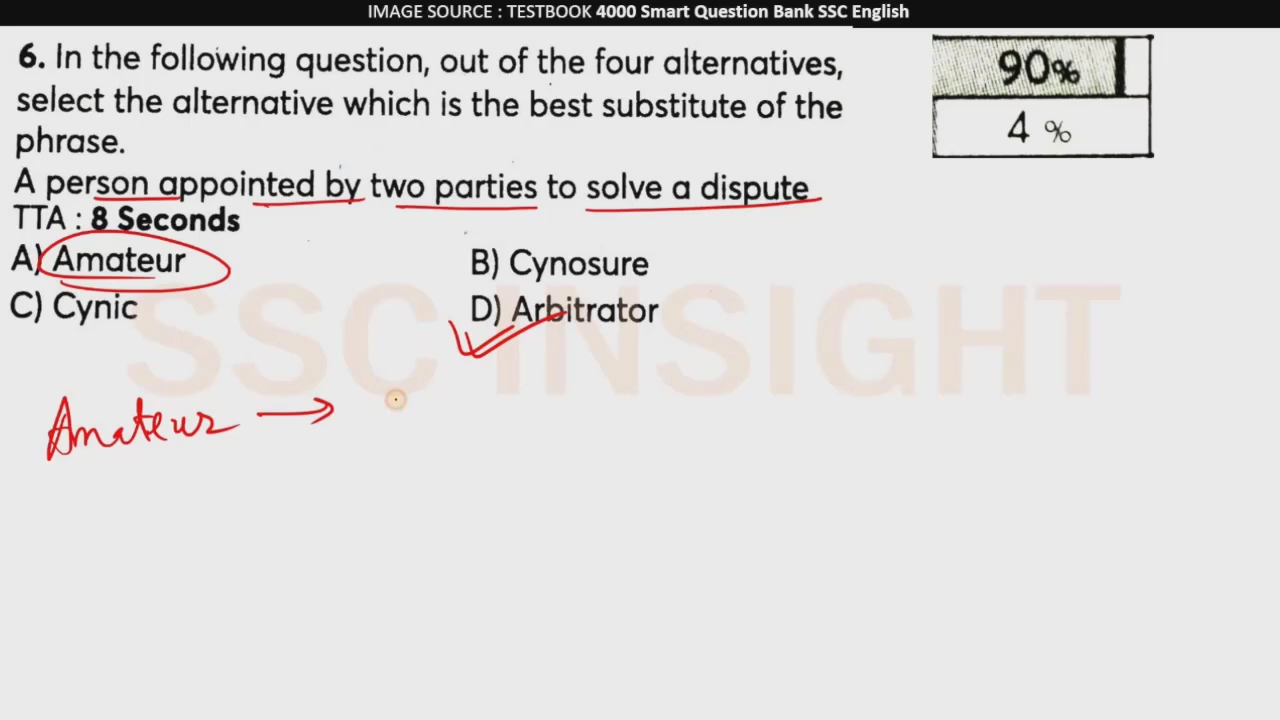 IMAGE SOURCE : TESTBOOK 4000 Smart Question Bank SSC English
6. In the following question, out of the four alternatives,
select the alternative which is the best substitute of the
phrase.
A person appointed by two parties to solve a dispute
TTA : 8 Seconds
A) Amateur
B) Cynosure
C) Cynic
D) Arbitrator
90%
4 %
SSC INSIGHT
Amateur →